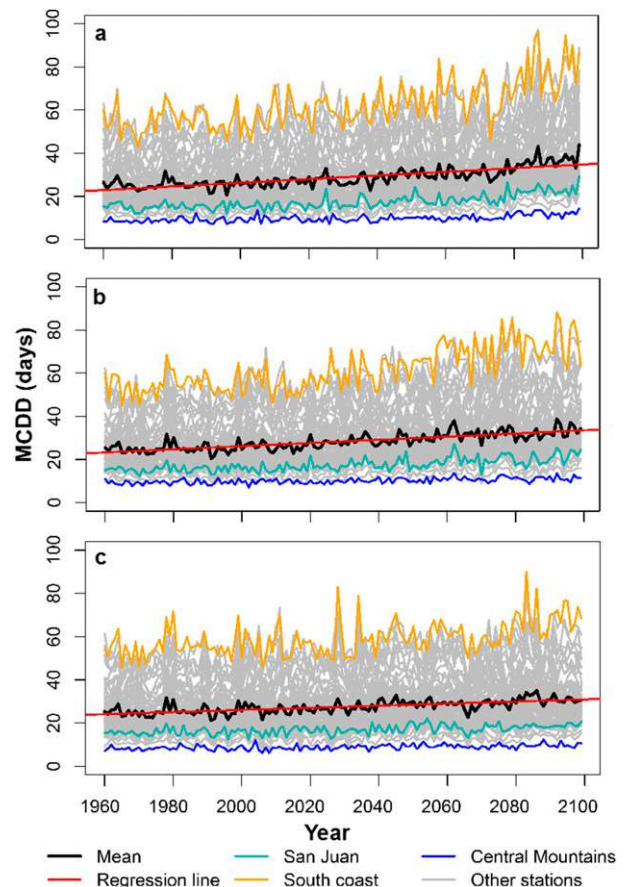 a
100
80
60
40
20
0
b
100
80
60
40
20
0
MCDD (days)
c
100
80
60
40
20
0
1960 1980 2000 2020 2040 2060 2080 2100
Year
Mean San Juan Central Mountains
Regression line South coast Other stations